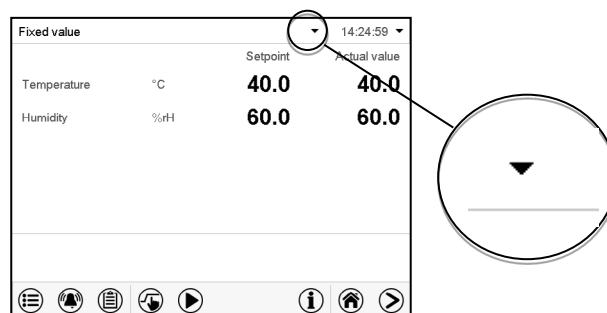 Fixed value 14:24:59
Setpoint Actual value
Temperature °C 40.0 40.0
Humidity %rH 60.0 60.0